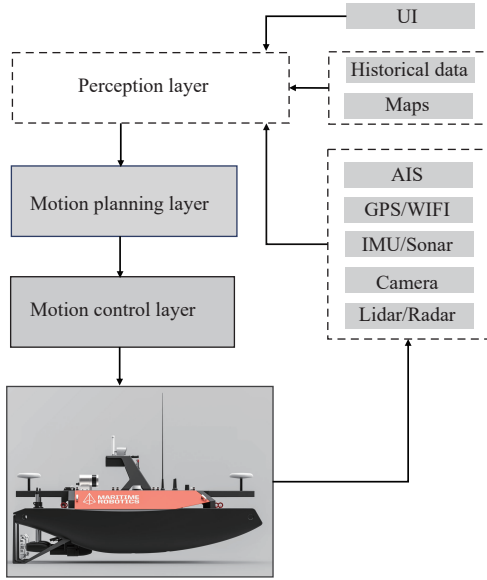 UI
Perception layer
Historical data
Maps
Motion planning layer
AIS
GPS/WIFI
IMU/Sonar
Camera
Lidar/Radar
Motion control layer
MARITIME
ROBOTICS